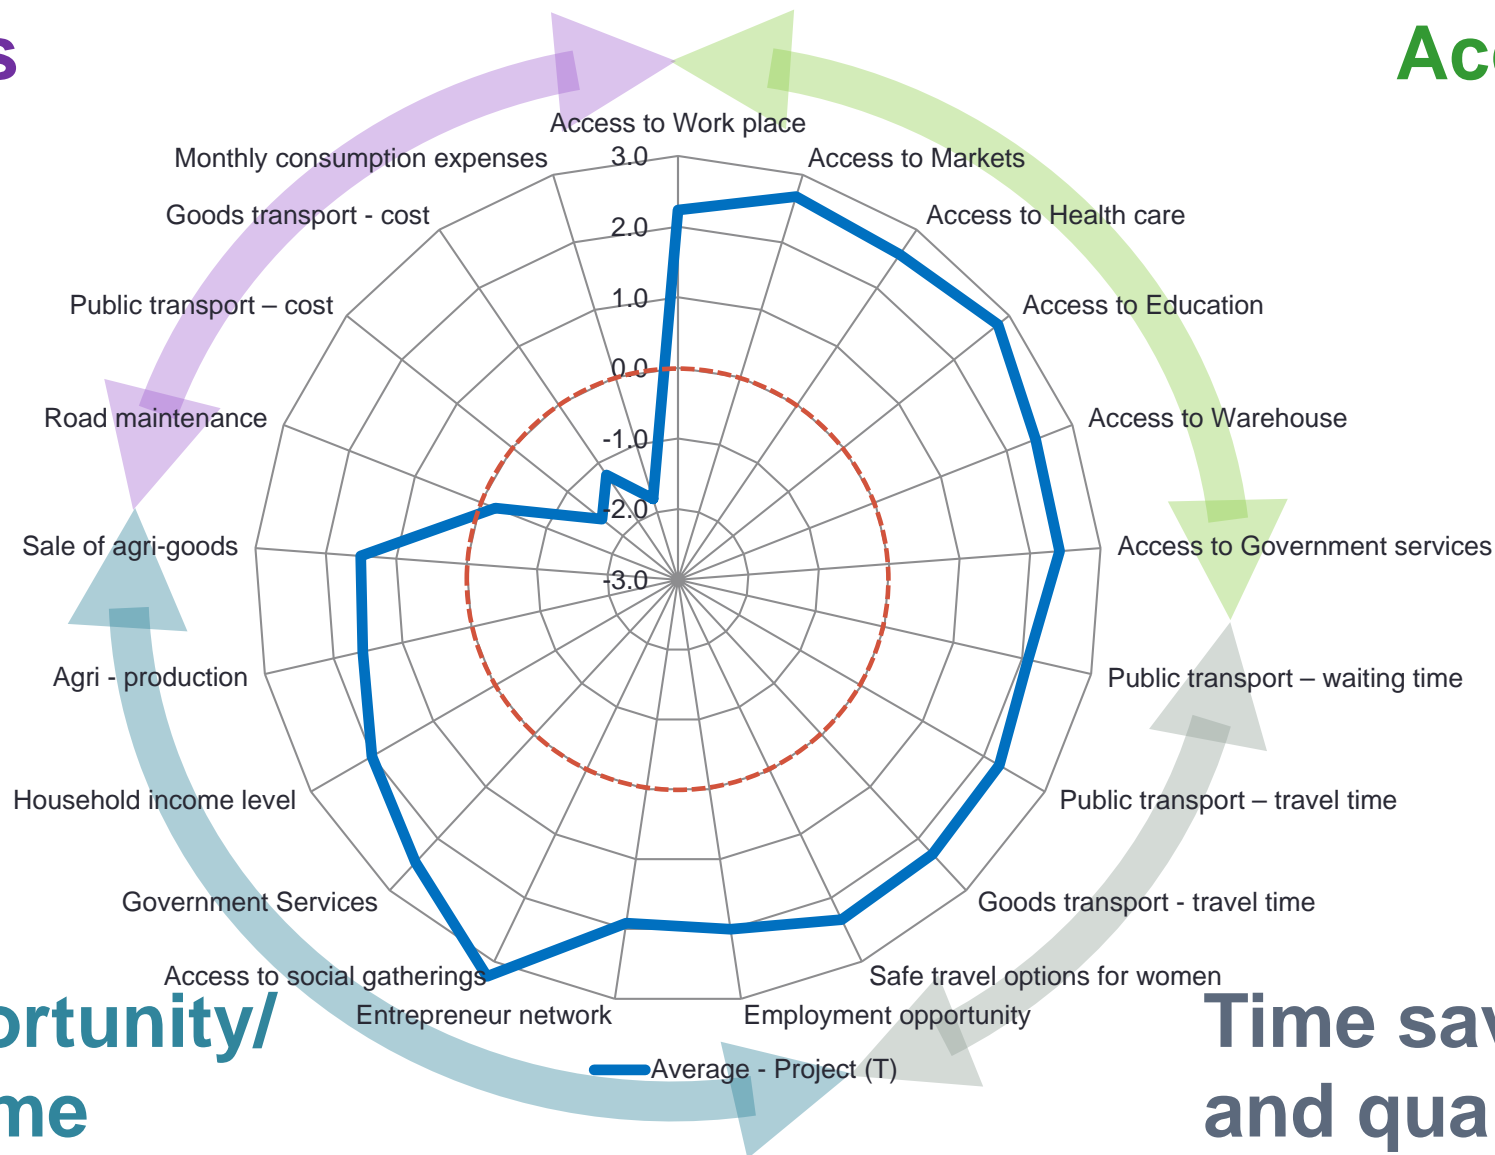 s
Acc
Access to Work place
Monthly consumption expenses
3.0
Access to Markets
Goods transport - cost
2.0
Access to Health care
Public transport – cost
1.0
Access to Education
0.0
Road maintenance
-1.0
Access to Warehouse
-2.0
Sale of agri-goods
Access to Government services
-3.0
Agri - production
Public transport – waiting time
Household income level
Public transport – travel time
Government Services
Goods transport - travel time
Access to social gatherings
Safe travel options for women
Entrepreneur network
Employment opportunity
ortunity/
me
Time sav
and qua
Average - Project (T)